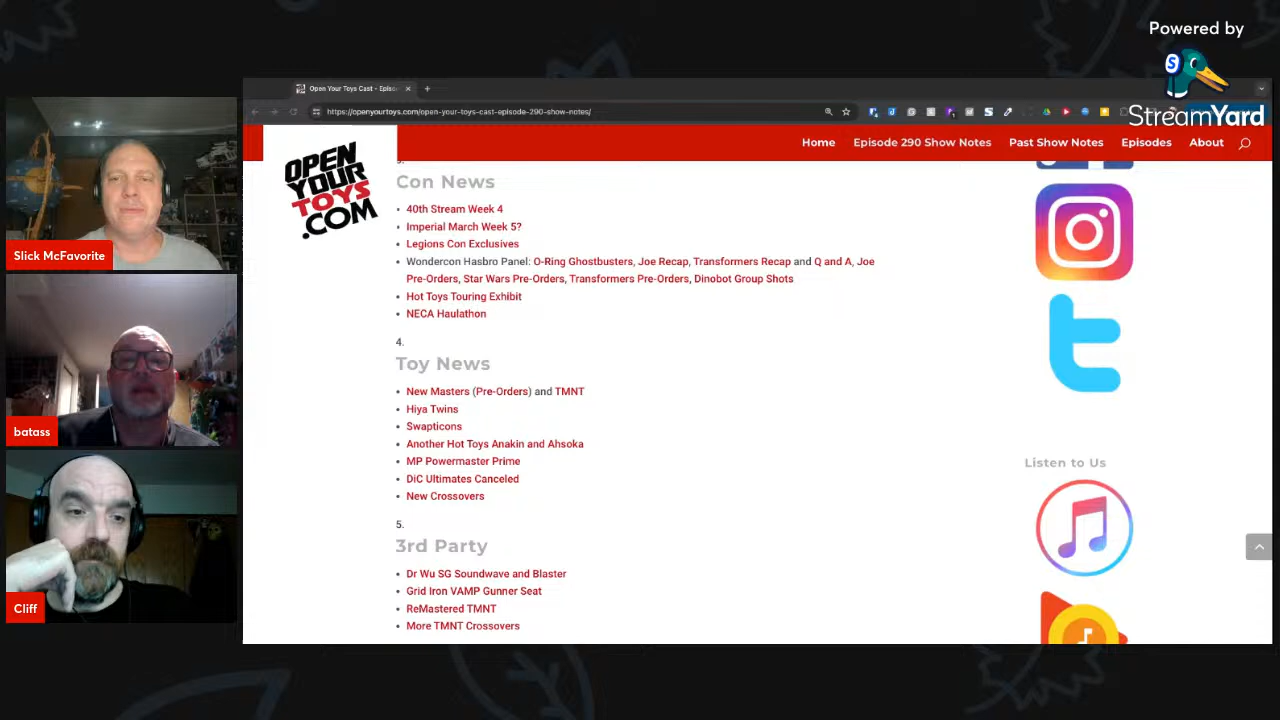 Powered by
StreamYard
Open Your Toys Cast - Episo
https://openyourtoys.com/open-your-toys-cast-episode-290-show-notes/
OPEN
YOUR
TOYS
.COM
Home
Episode 290 Show Notes
Past Show Notes
Episodes
About
Con News
40th Stream Week 4
Imperial March Week 5?
Legions Con Exclusives
Wondercon Hasbro Panel: O-Ring Ghostbusters, Joe Recap, Transformers Recap and Q and A, Joe
Pre-Orders, Star Wars Pre-Orders, Transformers Pre-Orders, Dinobot Group Shots
Hot Toys Touring Exhibit
NECA Haulathon
4.
Toy News
New Masters (Pre-Orders) and TMNT
Hiya Twins
Swapticons
Another Hot Toys Anakin and Ahsoka
MP Powermaster Prime
DiC Ultimates Canceled
New Crossovers
5.
3rd Party
Dr Wu SG Soundwave and Blaster
Grid Iron VAMP Gunner Seat
ReMastered TMNT
More TMNT Crossovers
Listen to Us
Slick McFavorite
batass
Cliff